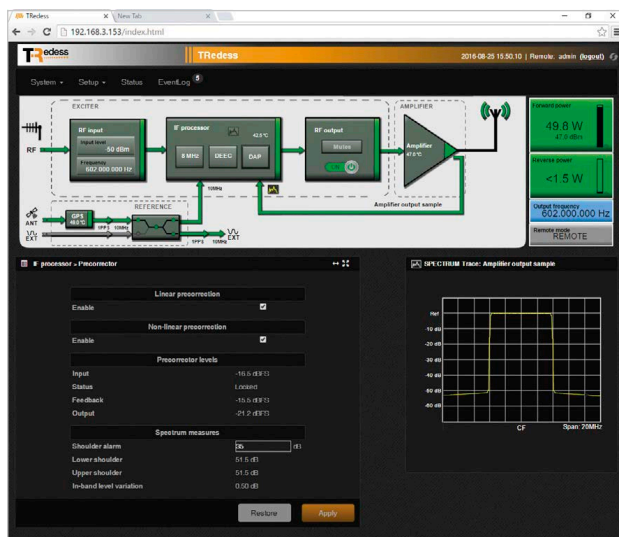 TRedess
New Tab
192.168.3.153/index.html
TRedess
TRedess
2016-08-25 15:50:10 | Remote: admin (logout)
System
Setup
Status
EventLog 5
EXCITER
AMPLIFIER
RF
RF input
Input level
50 dBm
Frequency
602.000.000 Hz
IF processor
42.5 °C
8 MHz
DEEC
DAP
RF output
Mutes
ON
Amplifier
47.0 °C
10MHz
Amplifier output sample
REFERENCE
ANT
EXT
GPS
1PPS
10MHz
1PPS
10MHz
EXT
Forward power
49.8 W
47.0 dBm
Reverse power
<1.5 W
Output frequency
602.000.000 Hz
Remote mode
REMOTE
IF processor > Precorrector
Linear precorrection
Enable
Non-linear precorrection
Enable
Precorrector levels
Input -16.5 dBFS
Status Locked
Feedback -15.5 dBFS
Output -21.2 dBFS
Spectrum measures
Shoulder alarm 35 dB
Lower shoulder 51.5 dB
Upper shoulder 51.5 dB
In-band level variation 0.50 dB
Restore
Apply
SPECTRUM Trace: Amplifier output sample
Ref
-10 dB
-20 dB
-30 dB
-40 dB
-50 dB
-60 dB
CF
Span: 20MHz